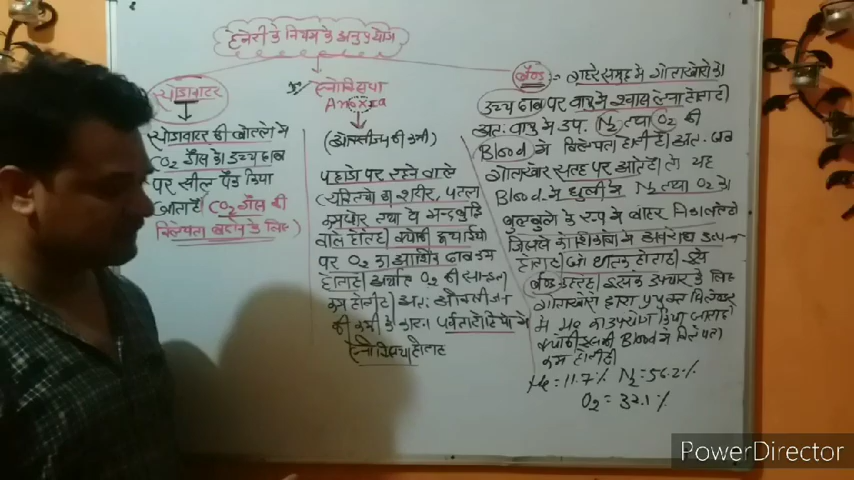 हेनरी के नियम के अनुप्रयोग
सोडावाटर
सोडावाटर की बोतलो में
CO₂ गैस को उच्च दाब
पर सील पैक किया
जाता है CO₂ गैस की
विलेयता बढ़ाने के लिए
एनोक्सिया
Anoxia
(ऑक्सीजन की कमी)
पहाडो पर रहने वाले
व्यक्तियो का शरीर, पतला
कमजोर तथा वे मन्दबुद्धि
वाले होते है क्योकी ऊचाईयो
पर O₂ का आंशिक दाब कम
होता है अर्थात O₂ की सान्द्रता
कम होती है अतः ऑक्सीजन
की कमी के कारण पर्वतारोहियो मे
एनोक्सिया होता है
बैण्ड :- गहरे समुद्र मे गोताखोरो को
उच्च दाब पर वायु मे श्वास लेना होता है
अतः वायु मे उप. N₂ तथा O₂ की
Blood मे विलेयता होती है अतः जब
गोताखोर सतह पर आते है तो यह
Blood मे घुली N₂ तथा O₂ को
बुलबुलो के रूप मे बाहर निकालते है
जिससे कोशिकाओ मे अवरोध उत्पन्न
होता है जो घातक होता है इसे
बैण्ड कहते है इसके उपचार के लिए
गोताखोरो द्वारा प्रयुक्त
मे He का उपयोग किया जाता है
क्योकी इसकी Blood मे विलेयता
कम होती है
He = 11.7% N₂ = 56.2%
O₂ = 32.1%
PowerDirector